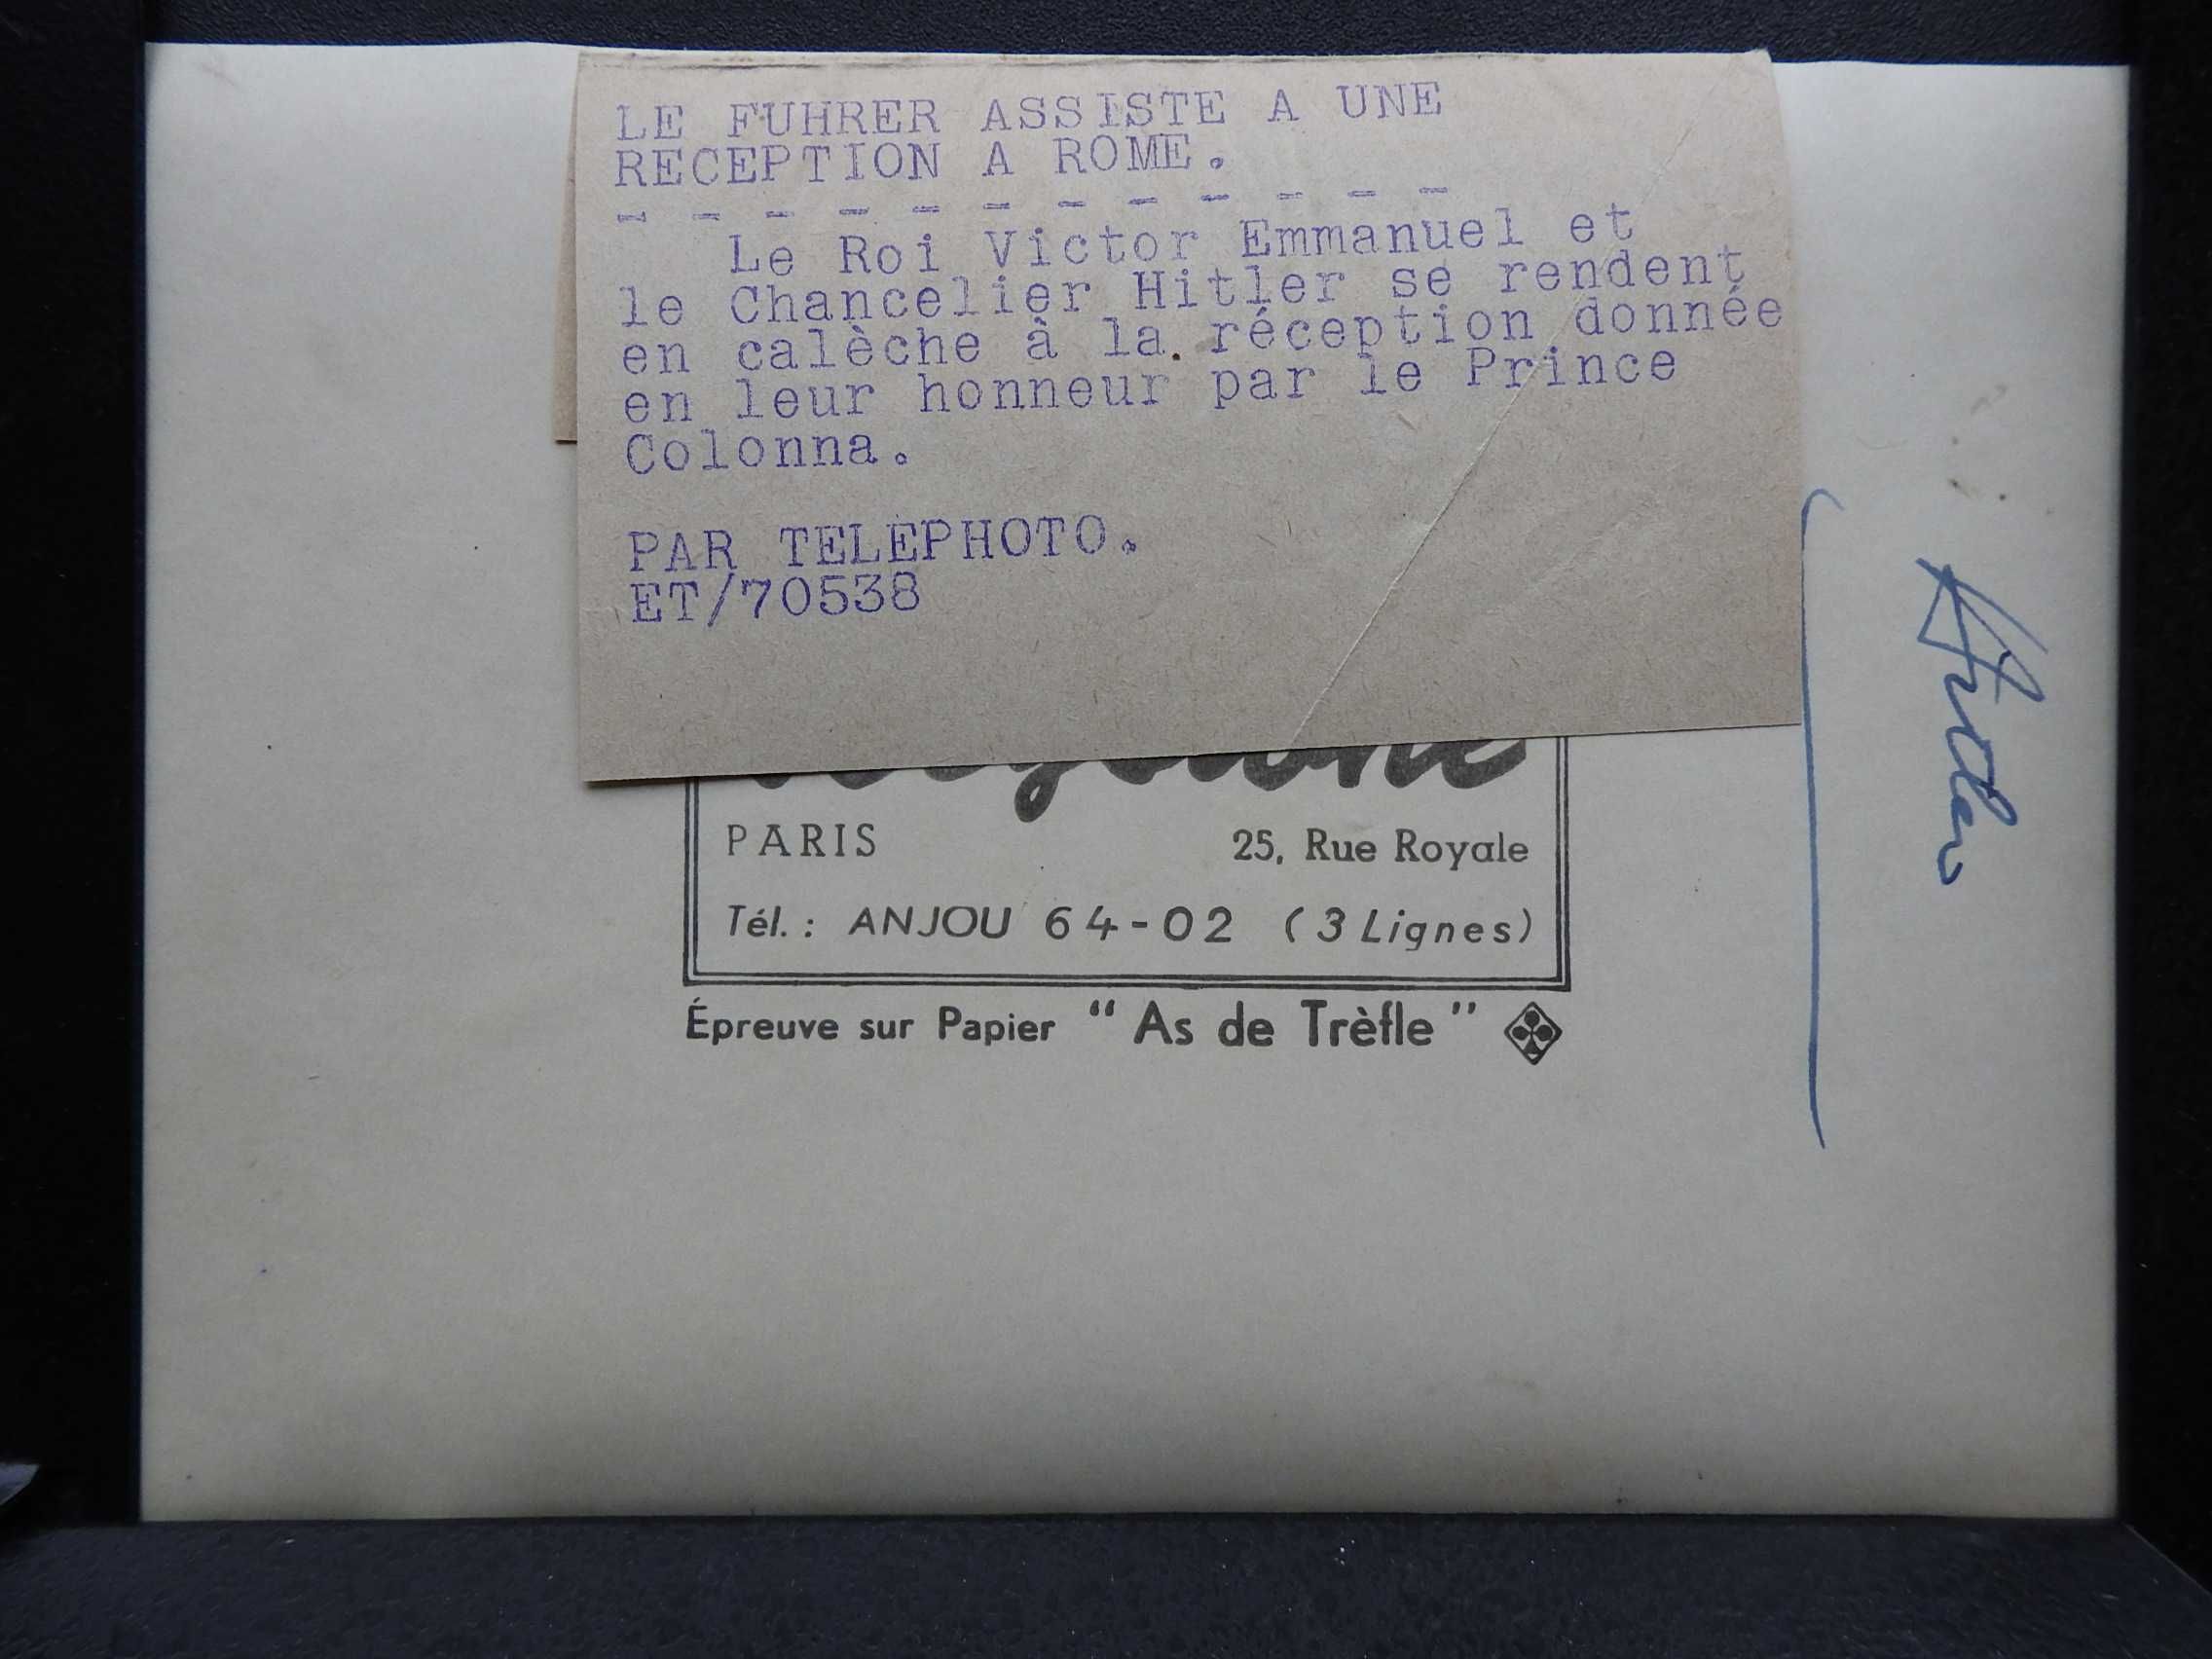 LE FUHRER ASSISTE A UNE
RECEPTION A ROME.
- - - - - - - - - - - -
Le Roi Victor Emmanuel et
le Chancelier Hitler se rendent
en calèche à la. réception donnée
en leur honneur par le Prince
Colonna.
PAR TELEPHOTO.
ET/70538
PARIS 25, Rue Royale
Tél. : ANJOU 64-02 (3 Lignes)
Épreuve sur Papier "As de Trèfle"
Hitler